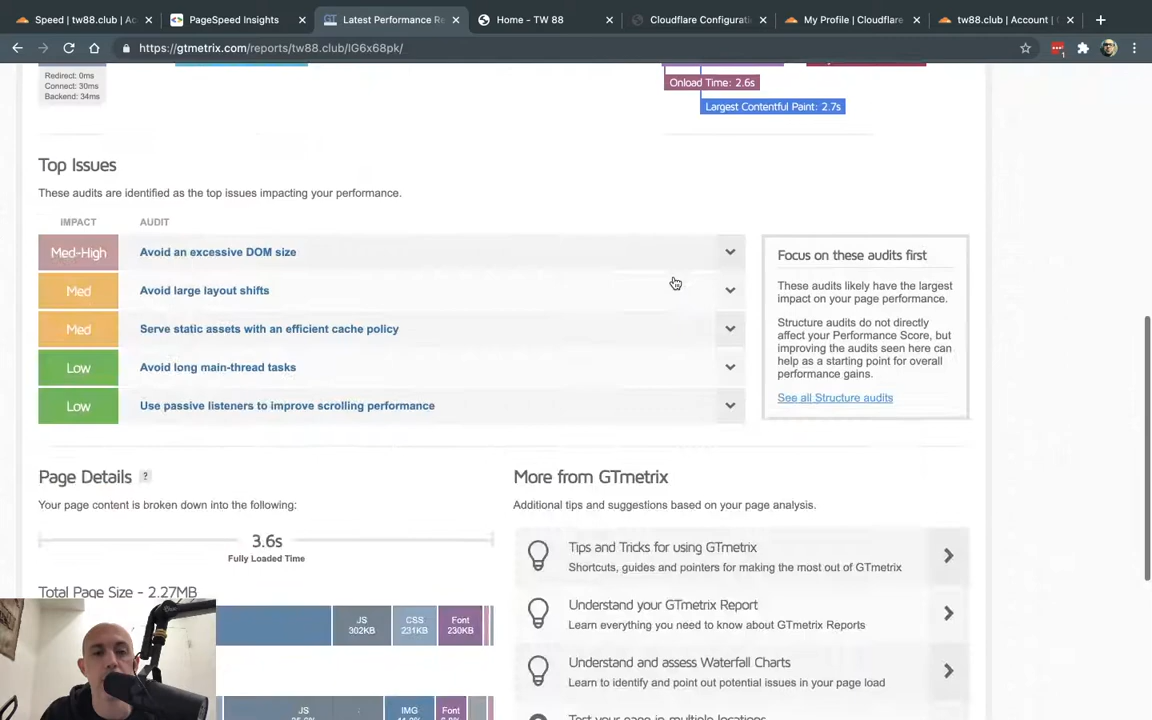 Speed | tw88.club | Ac
PageSpeed Insights
Latest Performance Re
Home - TW 88
Cloudflare Configurati
My Profile | Cloudflare
tw88.club | Account |
https://gtmetrix.com/reports/tw88.club/IG6x68pk/
Redirect: 0ms
Connect: 30ms
Backend: 34ms
Onload Time: 2.6s
Largest Contentful Paint: 2.7s
Top Issues
These audits are identified as the top issues impacting your performance.
IMPACT AUDIT
Med-High Avoid an excessive DOM size
Med Avoid large layout shifts
Med Serve static assets with an efficient cache policy
Low Avoid long main-thread tasks
Low Use passive listeners to improve scrolling performance
Focus on these audits first
These audits likely have the largest
impact on your page performance.
Structure audits do not directly
affect your Performance Score, but
improving the audits seen here can
help as a starting point for overall
performance gains.
See all Structure audits
Page Details ?
Your page content is broken down into the following:
3.6s
Fully Loaded Time
Total Page Size - 2.27MB
JS
302KB
CSS
231KB
Font
230KB
JS
IMG
Font
More from GTmetrix
Additional tips and suggestions based on your page analysis.
Tips and Tricks for using GTmetrix
Shortcuts, guides and pointers for making the most out of GTmetrix
Understand your GTmetrix Report
Learn everything you need to know about GTmetrix Reports
Understand and assess Waterfall Charts
Learn to identify and point out potential issues in your page load
Test your page in multiple locations